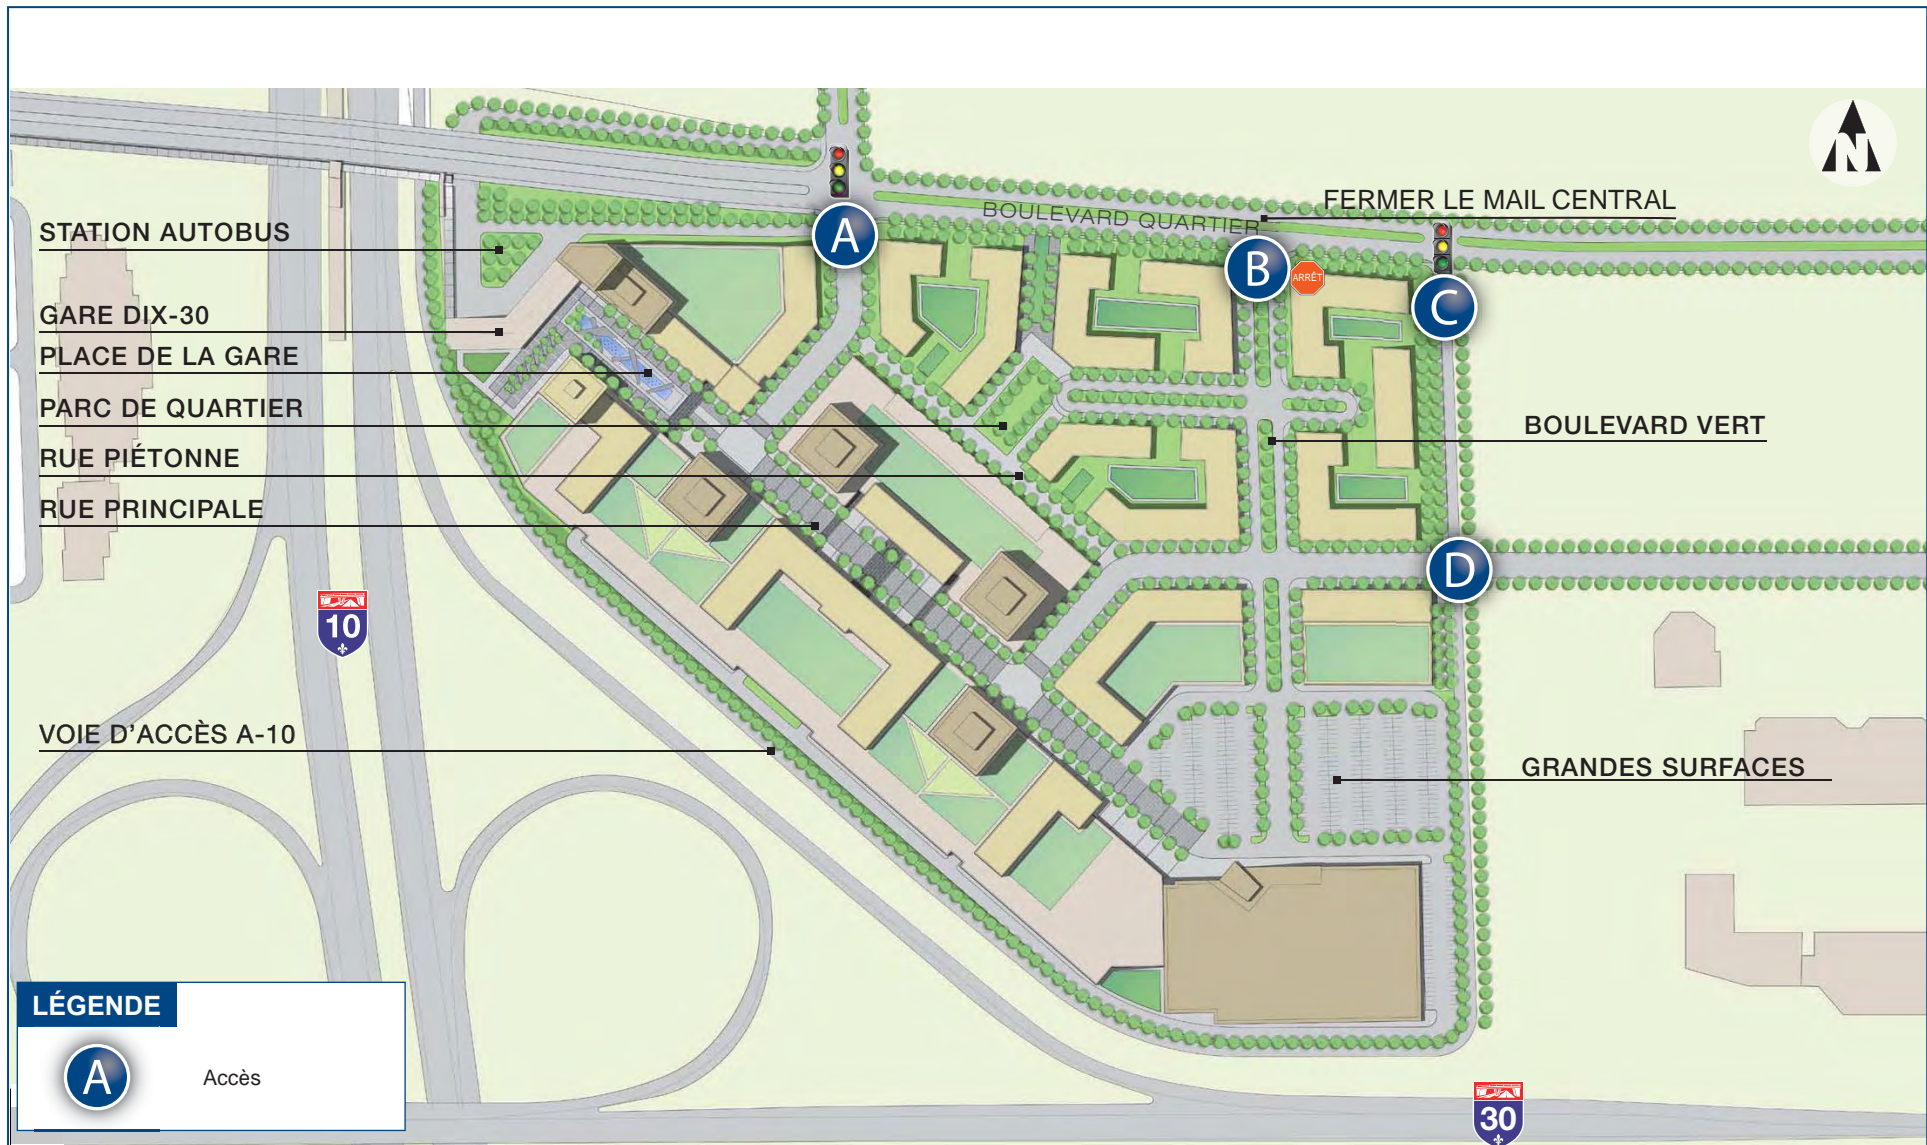 N
FERMER LE MAIL CENTRAL
BOULEVARD QUARTIER
STATION AUTOBUS
A
B
ARRÊT
C
GARE DIX-30
PLACE DE LA GARE
PARC DE QUARTIER
BOULEVARD VERT
RUE PIÉTONNE
RUE PRINCIPALE
D
10
VOIE D'ACCÈS A-10
GRANDES SURFACES
LÉGENDE
A Accès
30